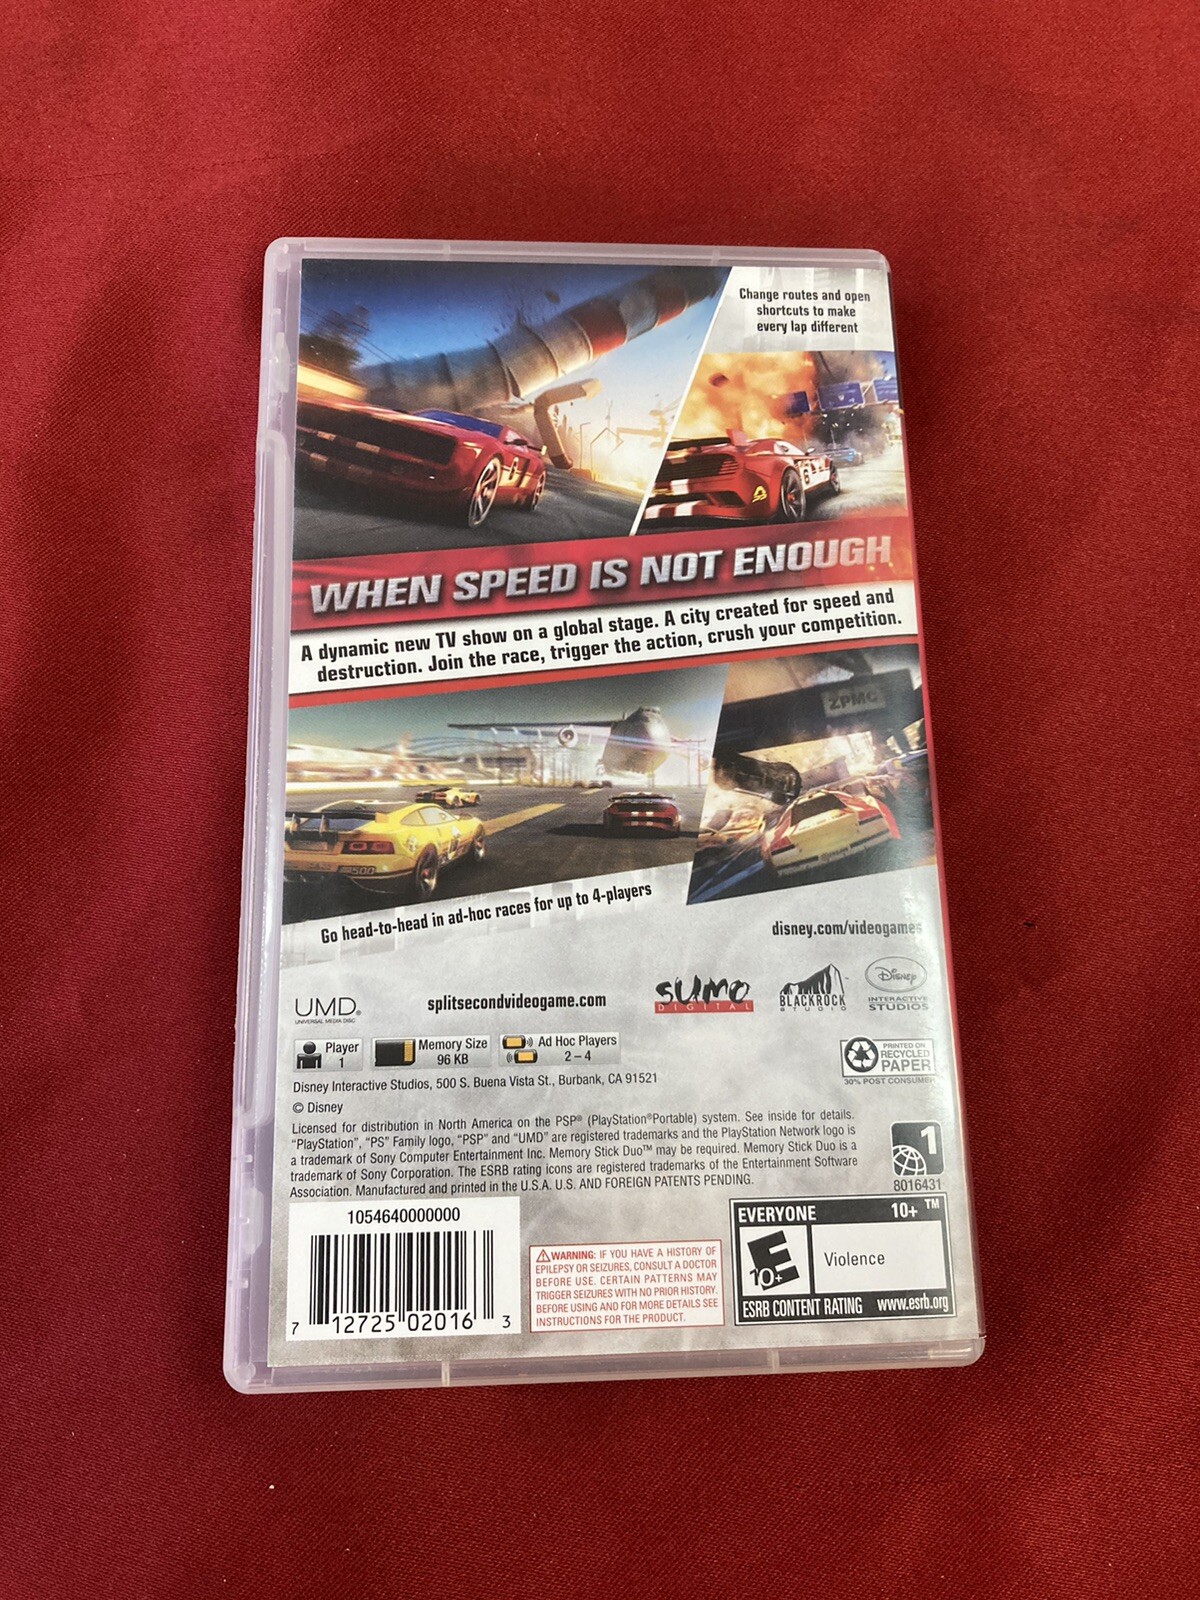 Change routes and open
shortcuts to make
every lap different
6
WHEN SPEED IS NOT ENOUGH
A dynamic new TV show on a global stage. A city created for speed and
destruction. Join the race, trigger the action, crush your competition.
ZPMC
500
Go head-to-head in ad-hoc races for up to 4-players
disney.com/videogames
UMD®
UNIVERSAL MEDIA DISC
splitsecondvideogame.com
SUMO
DIGITAL
BLACKROCK
STUDIO
Disney
INTERACTIVE
STUDIOS
Player
1
Memory Size
96 KB
Ad Hoc Players
2 – 4
PRINTED ON
RECYCLED
PAPER
30% POST CONSUMER
Disney Interactive Studios, 500 S. Buena Vista St., Burbank, CA 91521
© Disney
Licensed for distribution in North America on the PSP® (PlayStation®Portable) system. See inside for details.
“PlayStation”, “PS” Family logo, “PSP” and “UMD” are registered trademarks and the PlayStation Network logo is
a trademark of Sony Computer Entertainment Inc. Memory Stick Duo™ may be required. Memory Stick Duo is a
trademark of Sony Corporation. The ESRB rating icons are registered trademarks of the Entertainment Software
Association. Manufactured and printed in the U.S.A. U.S. AND FOREIGN PATENTS PENDING.
1
8016431
1054640000000
7 12725 02016 3
WARNING: IF YOU HAVE A HISTORY OF
EPILEPSY OR SEIZURES, CONSULT A DOCTOR
BEFORE USE. CERTAIN PATTERNS MAY
TRIGGER SEIZURES WITH NO PRIOR HISTORY.
BEFORE USING AND FOR MORE DETAILS SEE
INSTRUCTIONS FOR THE PRODUCT.
EVERYONE 10+ ™
E
10+
Violence
ESRB CONTENT RATING www.esrb.org